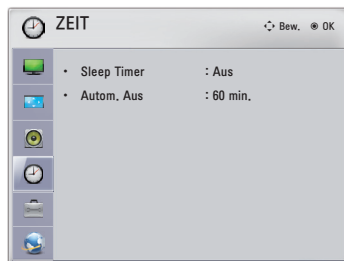 ZEIT
Bew. OK
• Sleep Timer : Aus
• Autom. Aus : 60 min.